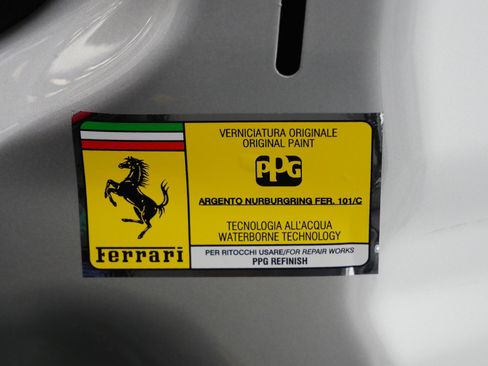 VERNICIATURA ORIGINALE
ORIGINAL PAINT
PPG
ARGENTO NURBURGRING FER. 101/C
TECNOLOGIA ALL'ACQUA
WATERBORNE TECHNOLOGY
Ferrari
PER RITOCCHI USARE/FOR REPAIR WORKS
PPG REFINISH